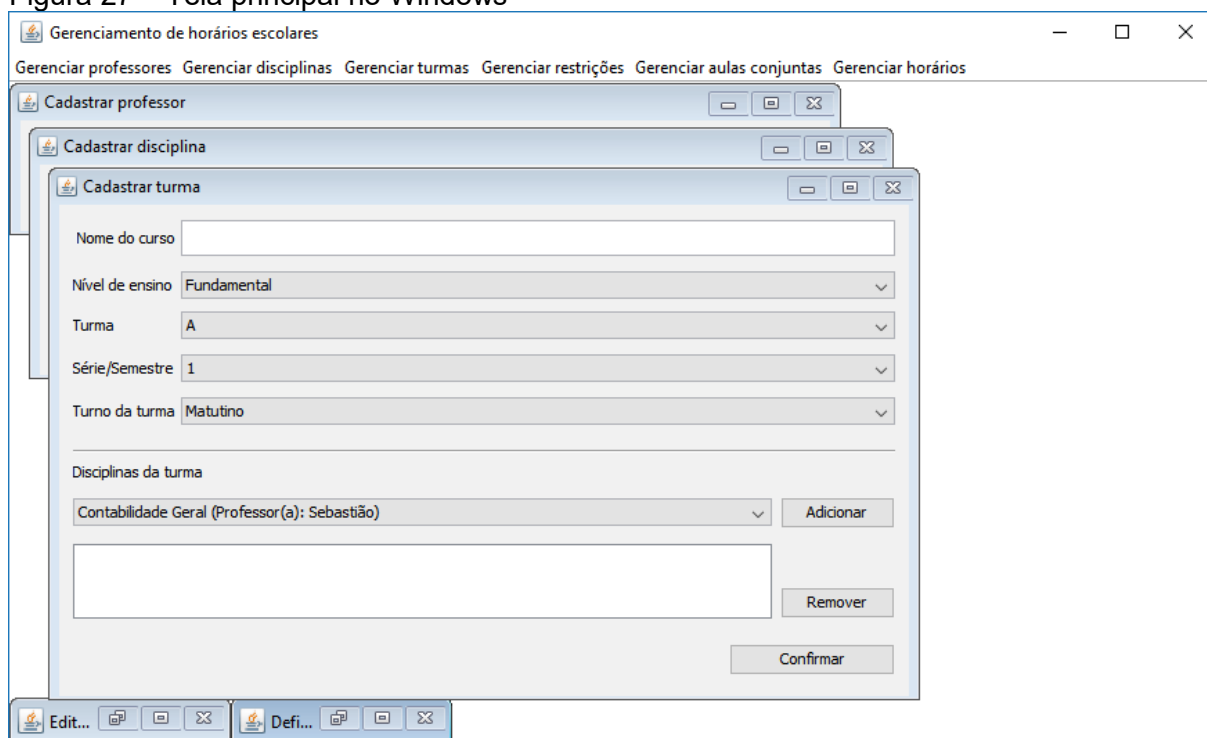 Figura 27 – Tela principal no Windows
Gerenciamento de horários escolares
Gerenciar professores Gerenciar disciplinas Gerenciar turmas Gerenciar restrições Gerenciar aulas conjuntas Gerenciar horários
Cadastrar professor
Cadastrar disciplina
Cadastrar turma
Nome do curso
Nível de ensino Fundamental
Turma A
Série/Semestre 1
Turno da turma Matutino
Disciplinas da turma
Contabilidade Geral (Professor(a): Sebastião) Adicionar
Remover
Confirmar
Edit... Defi...